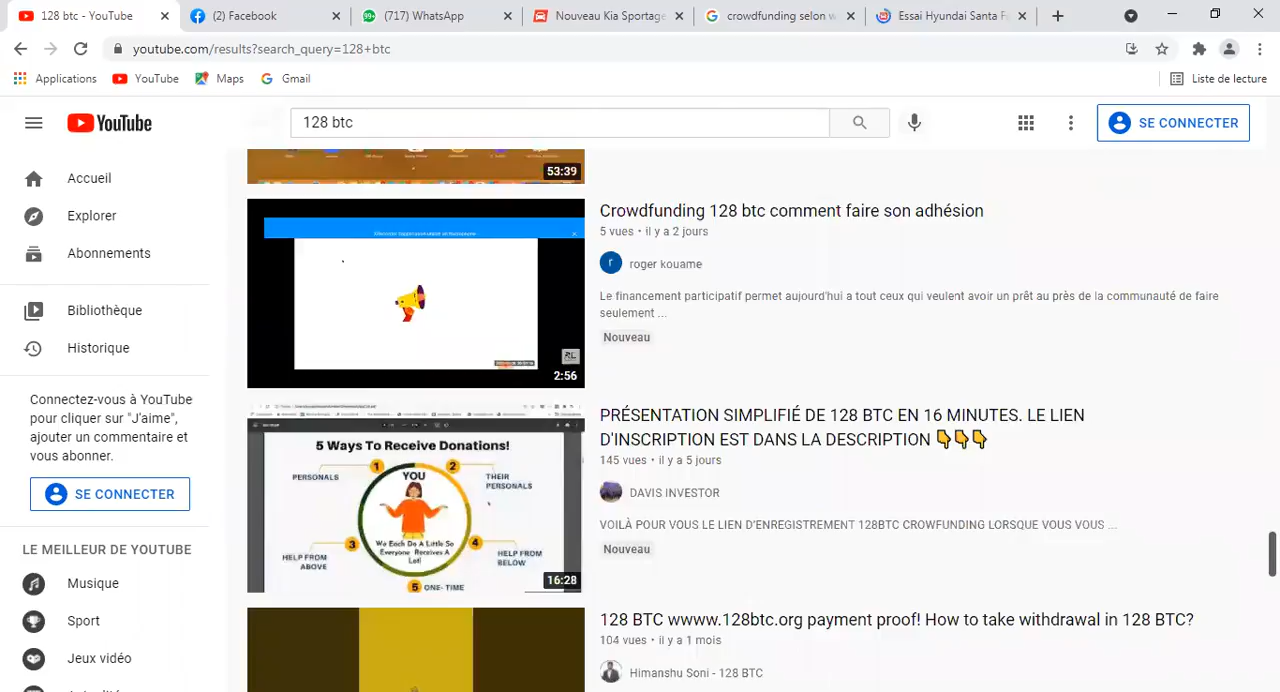 128 btc - YouTube
(2) Facebook
99+
(717) WhatsApp
Nouveau Kia Sportage
crowdfunding selon w
Essai Hyundai Santa F
youtube.com/results?search_query=128+btc
Applications
YouTube
Maps
Gmail
Liste de lecture
YouTube
128 btc
SE CONNECTER
Accueil
Explorer
Abonnements
Bibliothèque
Historique
Connectez-vous à YouTube
pour cliquer sur "J'aime",
ajouter un commentaire et
vous abonner.
SE CONNECTER
LE MEILLEUR DE YOUTUBE
Musique
Sport
Jeux vidéo
53:39
RL
2:56
Crowdfunding 128 btc comment faire son adhésion
5 vues • il y a 2 jours
r
roger kouame
Le financement participatif permet aujourd'hui a tout ceux qui veulent avoir un prêt au près de la communauté de faire
seulement ...
Nouveau
5 Ways To Receive Donations!
1
PERSONALS
YOU
2
THEIR
PERSONALS
We Each Do A Little So
Everyone Receives A
Lot!
3
HELP FROM
ABOVE
4
HELP FROM
BELOW
5
ONE- TIME
16:28
PRÉSENTATION SIMPLIFIÉ DE 128 BTC EN 16 MINUTES. LE LIEN
D'INSCRIPTION EST DANS LA DESCRIPTION 👇👇👇
145 vues • il y a 5 jours
DAVIS INVESTOR
VOILÀ POUR VOUS LE LIEN D'ENREGISTREMENT 128BTC CROWDFUNDING LORSQUE VOUS VOUS ...
Nouveau
128 BTC wwww.128btc.org payment proof! How to take withdrawal in 128 BTC?
104 vues • il y a 1 mois
Himanshu Soni - 128 BTC